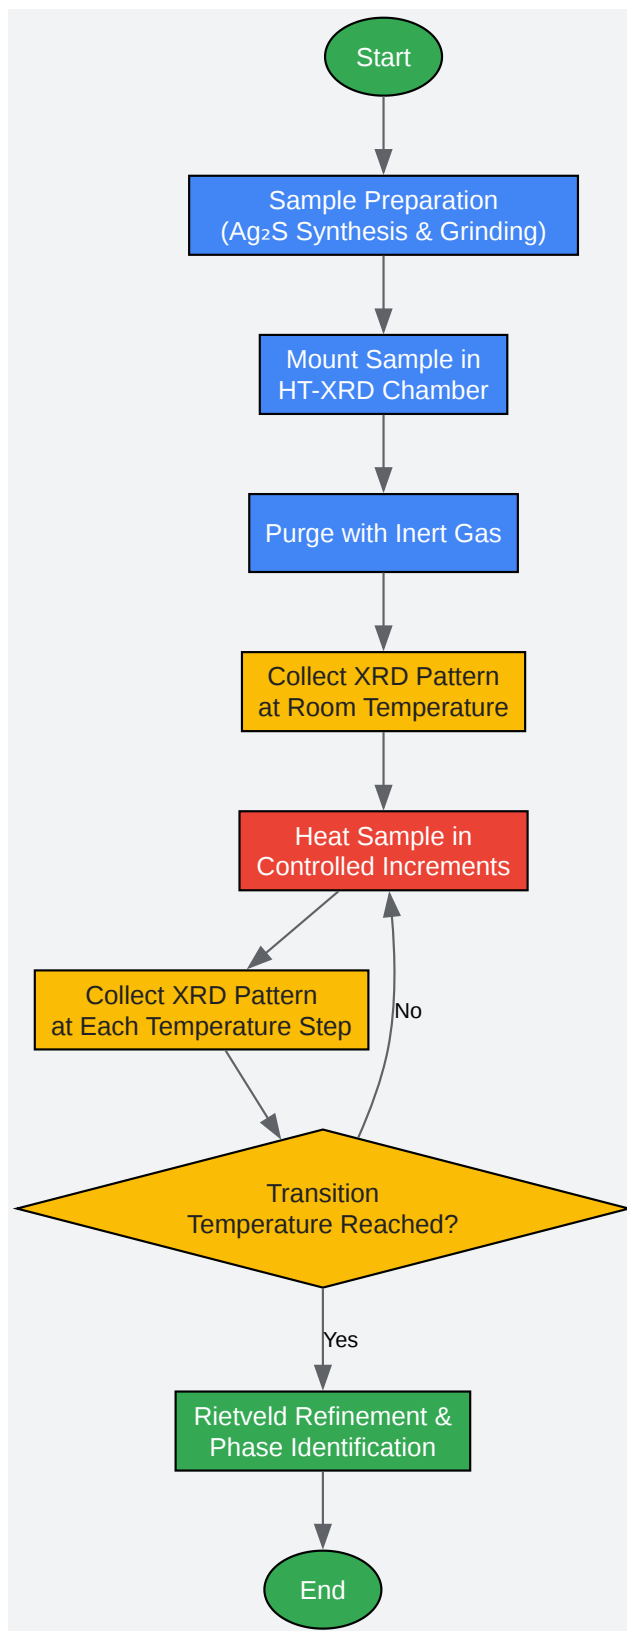 Start
Sample Preparation
(Ag₂S Synthesis & Grinding)
Mount Sample in
HT-XRD Chamber
Purge with Inert Gas
Collect XRD Pattern
at Room Temperature
Heat Sample in
Controlled Increments
Collect XRD Pattern
at Each Temperature Step
No
Transition
Temperature Reached?
Yes
Rietveld Refinement &
Phase Identification
End